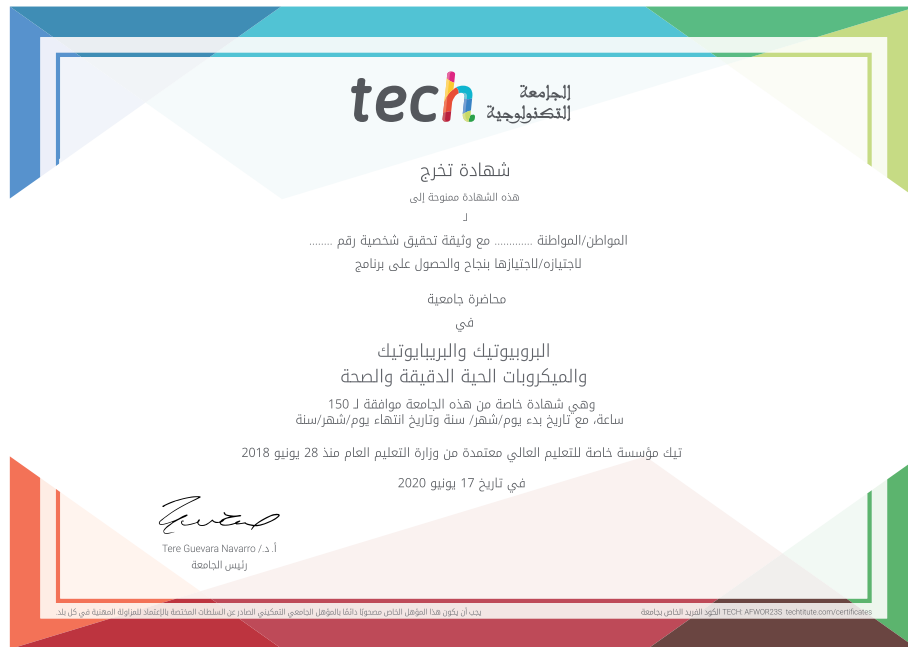 tech الجامعة
التكنولوجية
شهادة تخرج
هذه الشهادة ممنوحة إلى
لـ
المواطن/المواطنة ............. مع وثيقة تحقيق شخصية رقم ........
لاجتيازه/لاجتيازها بنجاح والحصول على برنامج
محاضرة جامعية
في
البروبيوتيك والبريبايوتيك
والميكروبات الحية الدقيقة والصحة
وهي شهادة خاصة من هذه الجامعة موافقة لـ 150
ساعة، مع تاريخ بدء يوم/شهر/ سنة وتاريخ انتهاء يوم/شهر/سنة
تيك مؤسسة خاصة للتعليم العالي معتمدة من وزارة التعليم العام منذ 28 يونيو 2018
في تاريخ 17 يونيو 2020
أ. د./ Tere Guevara Navarro
رئيس الجامعة
الكود الفريد الخاص بجامعة TECH: AFWOR23S techtitute.com/certificates
يجب أن يكون هذا المؤهل الخاص مصحوبًا دائمًا بالمؤهل الجامعي التمكيني الصادر عن السلطات المختصة بالإعتماد للمزاولة المهنية في كل بلد.